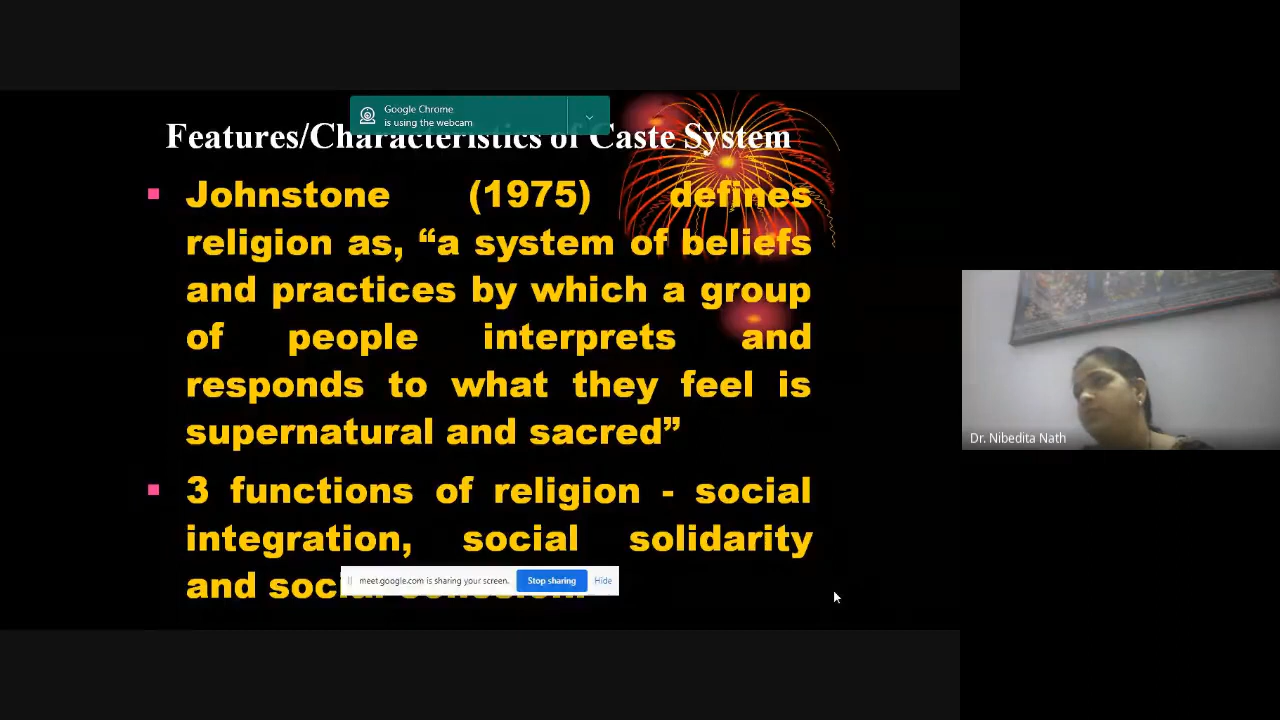 Google Chrome
is using the webcam
Features/Characteristics of Caste System
Johnstone (1975) defines
religion as, “a system of beliefs
and practices by which a group
of people interprets and
responds to what they feel is
supernatural and sacred”
3 functions of religion - social
integration, social solidarity
and social cohesion.
meet.google.com is sharing your screen.
Stop sharing
Hide
Dr. Nibedita Nath